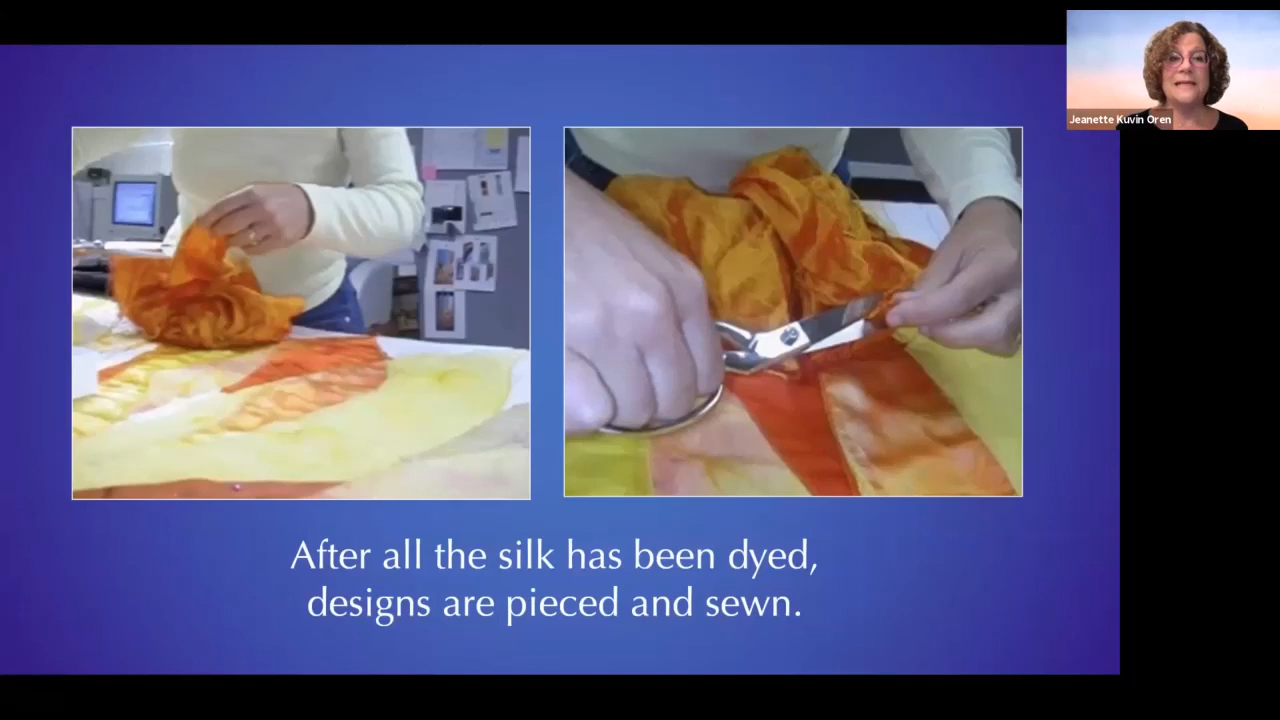 Jeanette Kuvin Oren
After all the silk has been dyed,
designs are pieced and sewn.